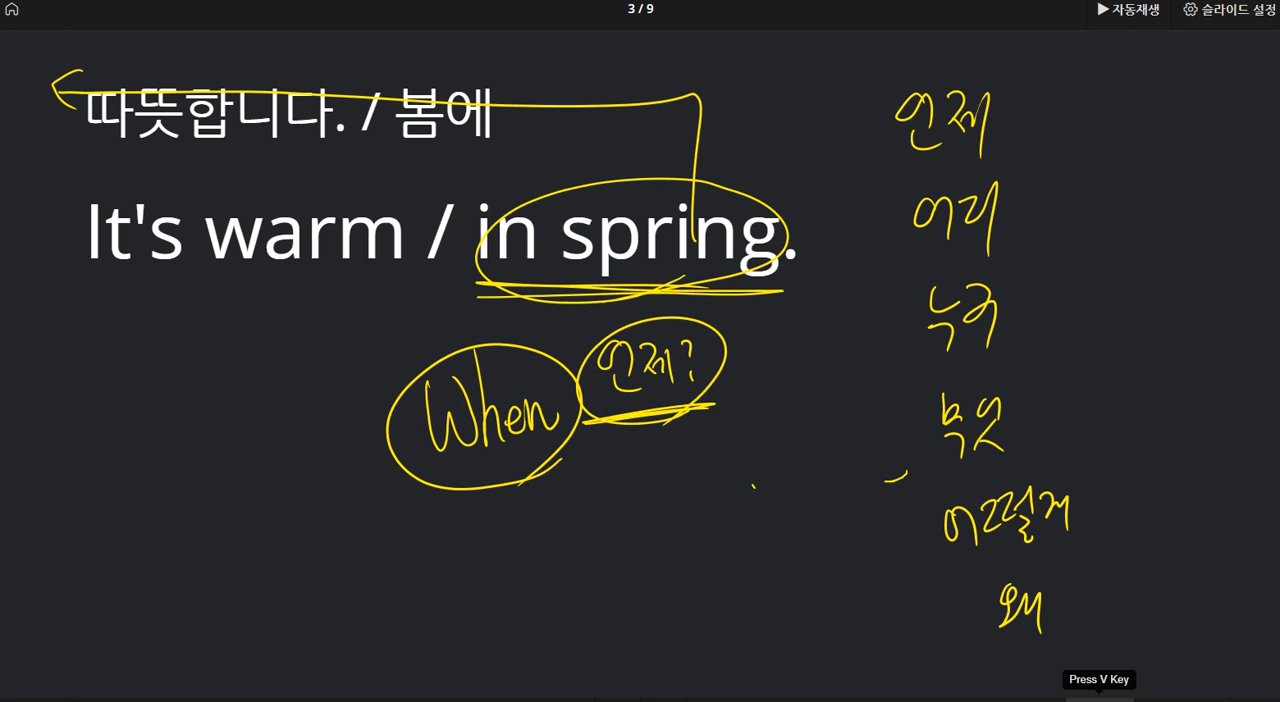 3 / 9
▶ 자동재생
슬라이드 설정
따뜻합니다. / 봄에
It's warm / in spring.
언제?
When
언제
어디
누가
무엇
어떻게
왜
Press V Key